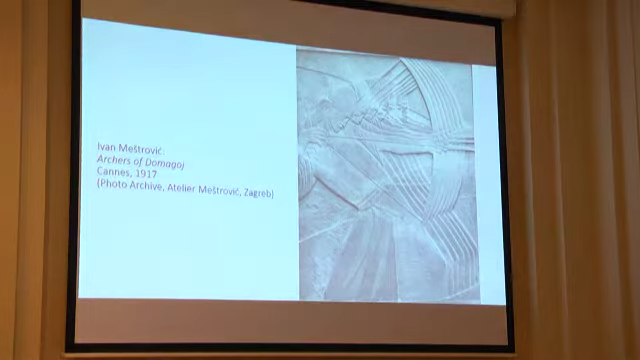 Ivan Meštrović:
Archers of Domagoj
Cannes, 1917
(Photo Archive, Atelier Meštrović, Zagreb)